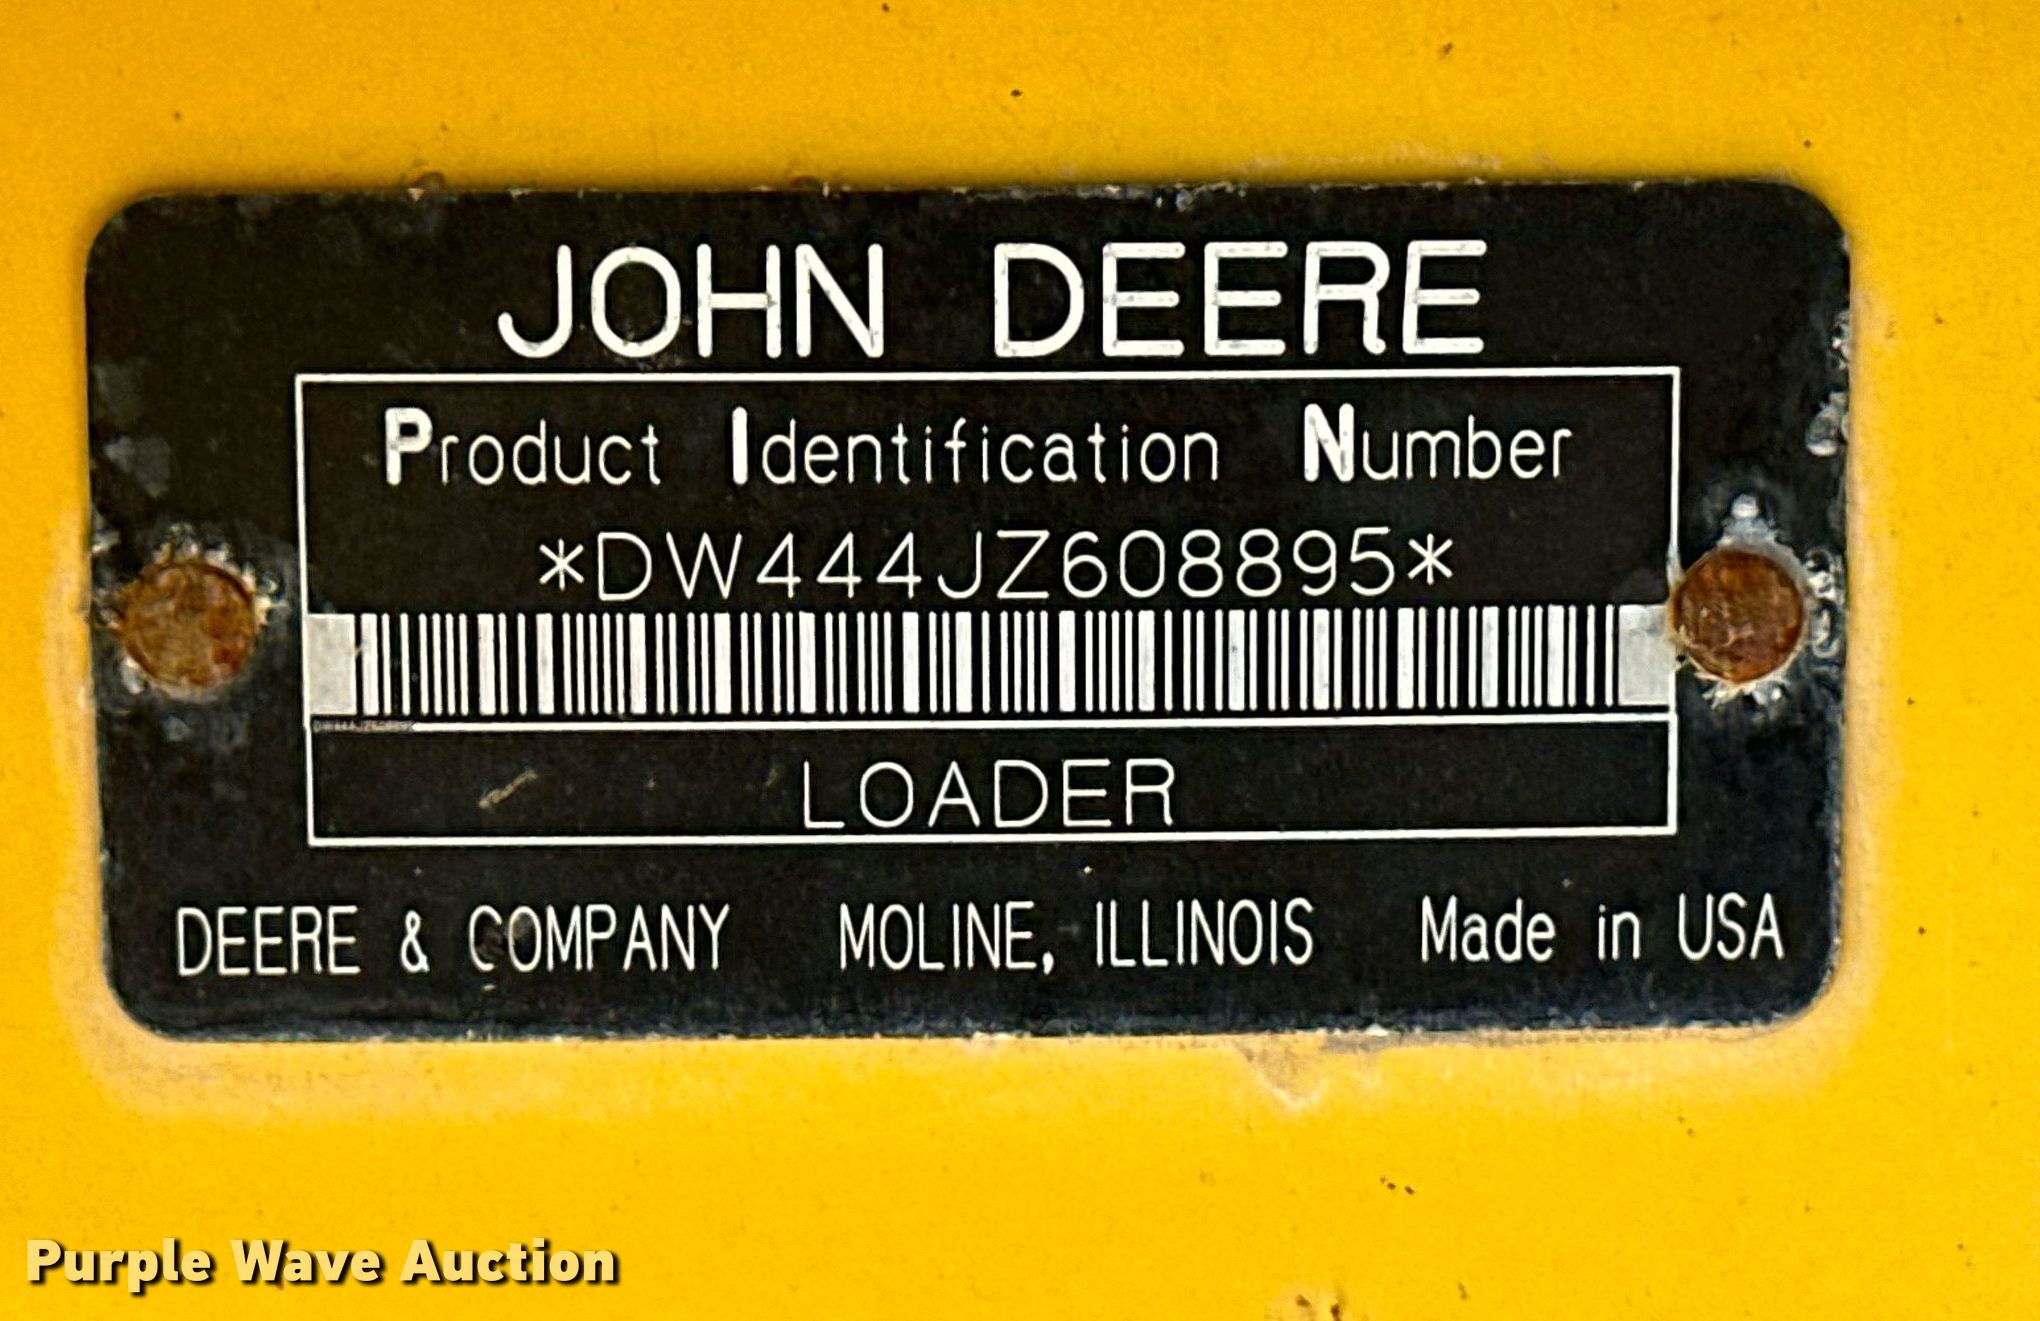 JOHN DEERE
Product Identification Number
*DW444JZ608895*
LOADER
DEERE & COMPANY MOLINE, ILLINOIS Made in USA
Purple Wave Auction